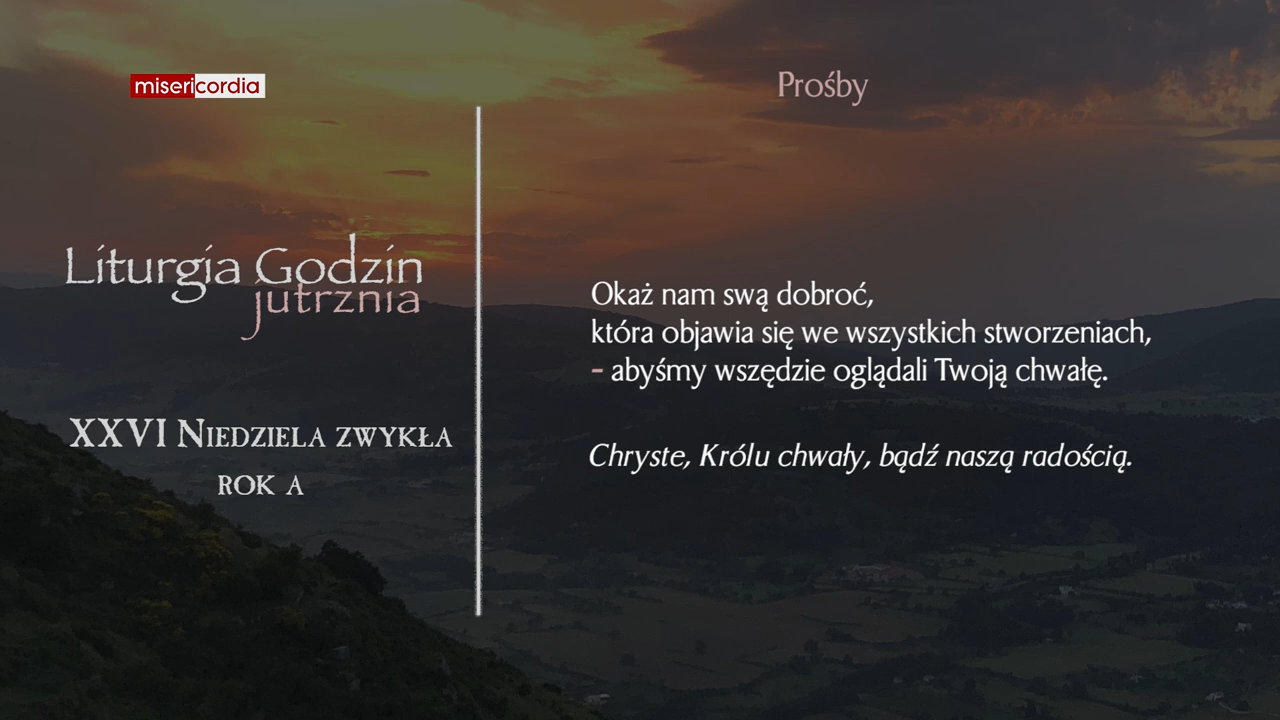 misericordia
Liturgia Godzin
jutrznia
XXVI Niedziela zwykła
rok A
Prośby
Okaż nam swą dobroć,
która objawia się we wszystkich stworzeniach,
- abyśmy wszędzie oglądali Twoją chwałę.
Chryste, Królu chwały, bądź naszą radością.